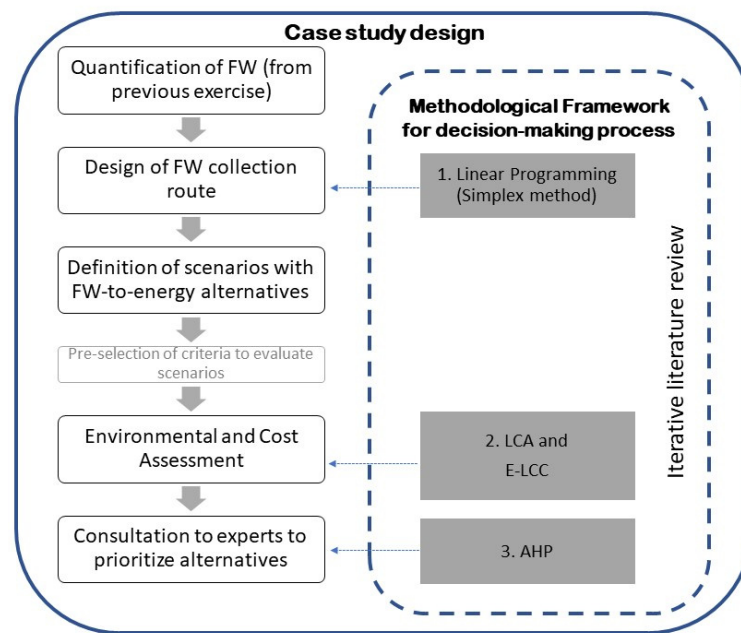 Case study design
Quantification of FW (from
previous exercise)
Design of FW collection
route
Definition of scenarios with
FW-to-energy alternatives
Pre-selection of criteria to evaluate
scenarios
Environmental and Cost
Assessment
Consultation to experts to
prioritize alternatives
Methodological Framework
for decision-making process
1. Linear Programming
(Simplex method)
2. LCA and
E-LCC
3. AHP
Iterative literature review